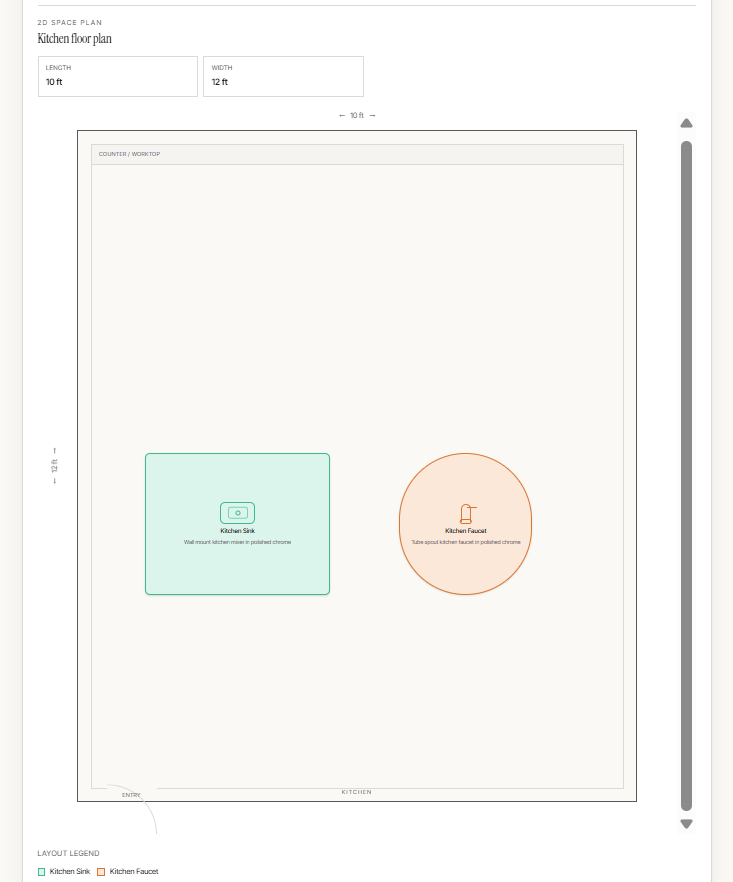 2D SPACE PLAN
Kitchen floor plan
LENGTH
10 ft
WIDTH
12 ft
← 10 ft →
COUNTER / WORKTOP
← 12 ft →
Kitchen Sink
Wall mount kitchen mixer in polished chrome
Kitchen Faucet
Tube spout kitchen faucet in polished chrome
ENTRY
KITCHEN
LAYOUT LEGEND
Kitchen Sink
Kitchen Faucet